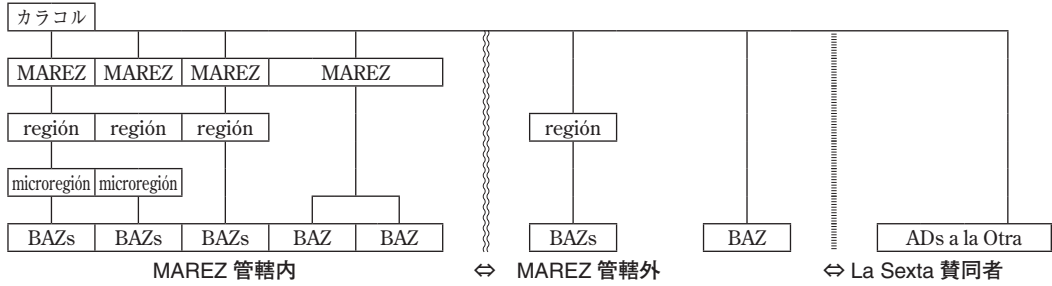 カラコル
MAREZ MAREZ MAREZ MAREZ
región región región región
microregión microregión
BAZs BAZs BAZs BAZ BAZ BAZs BAZ ADs a la Otra
MAREZ 管轄内 ⇔ MAREZ 管轄外 ⇔ La Sexta 賛同者